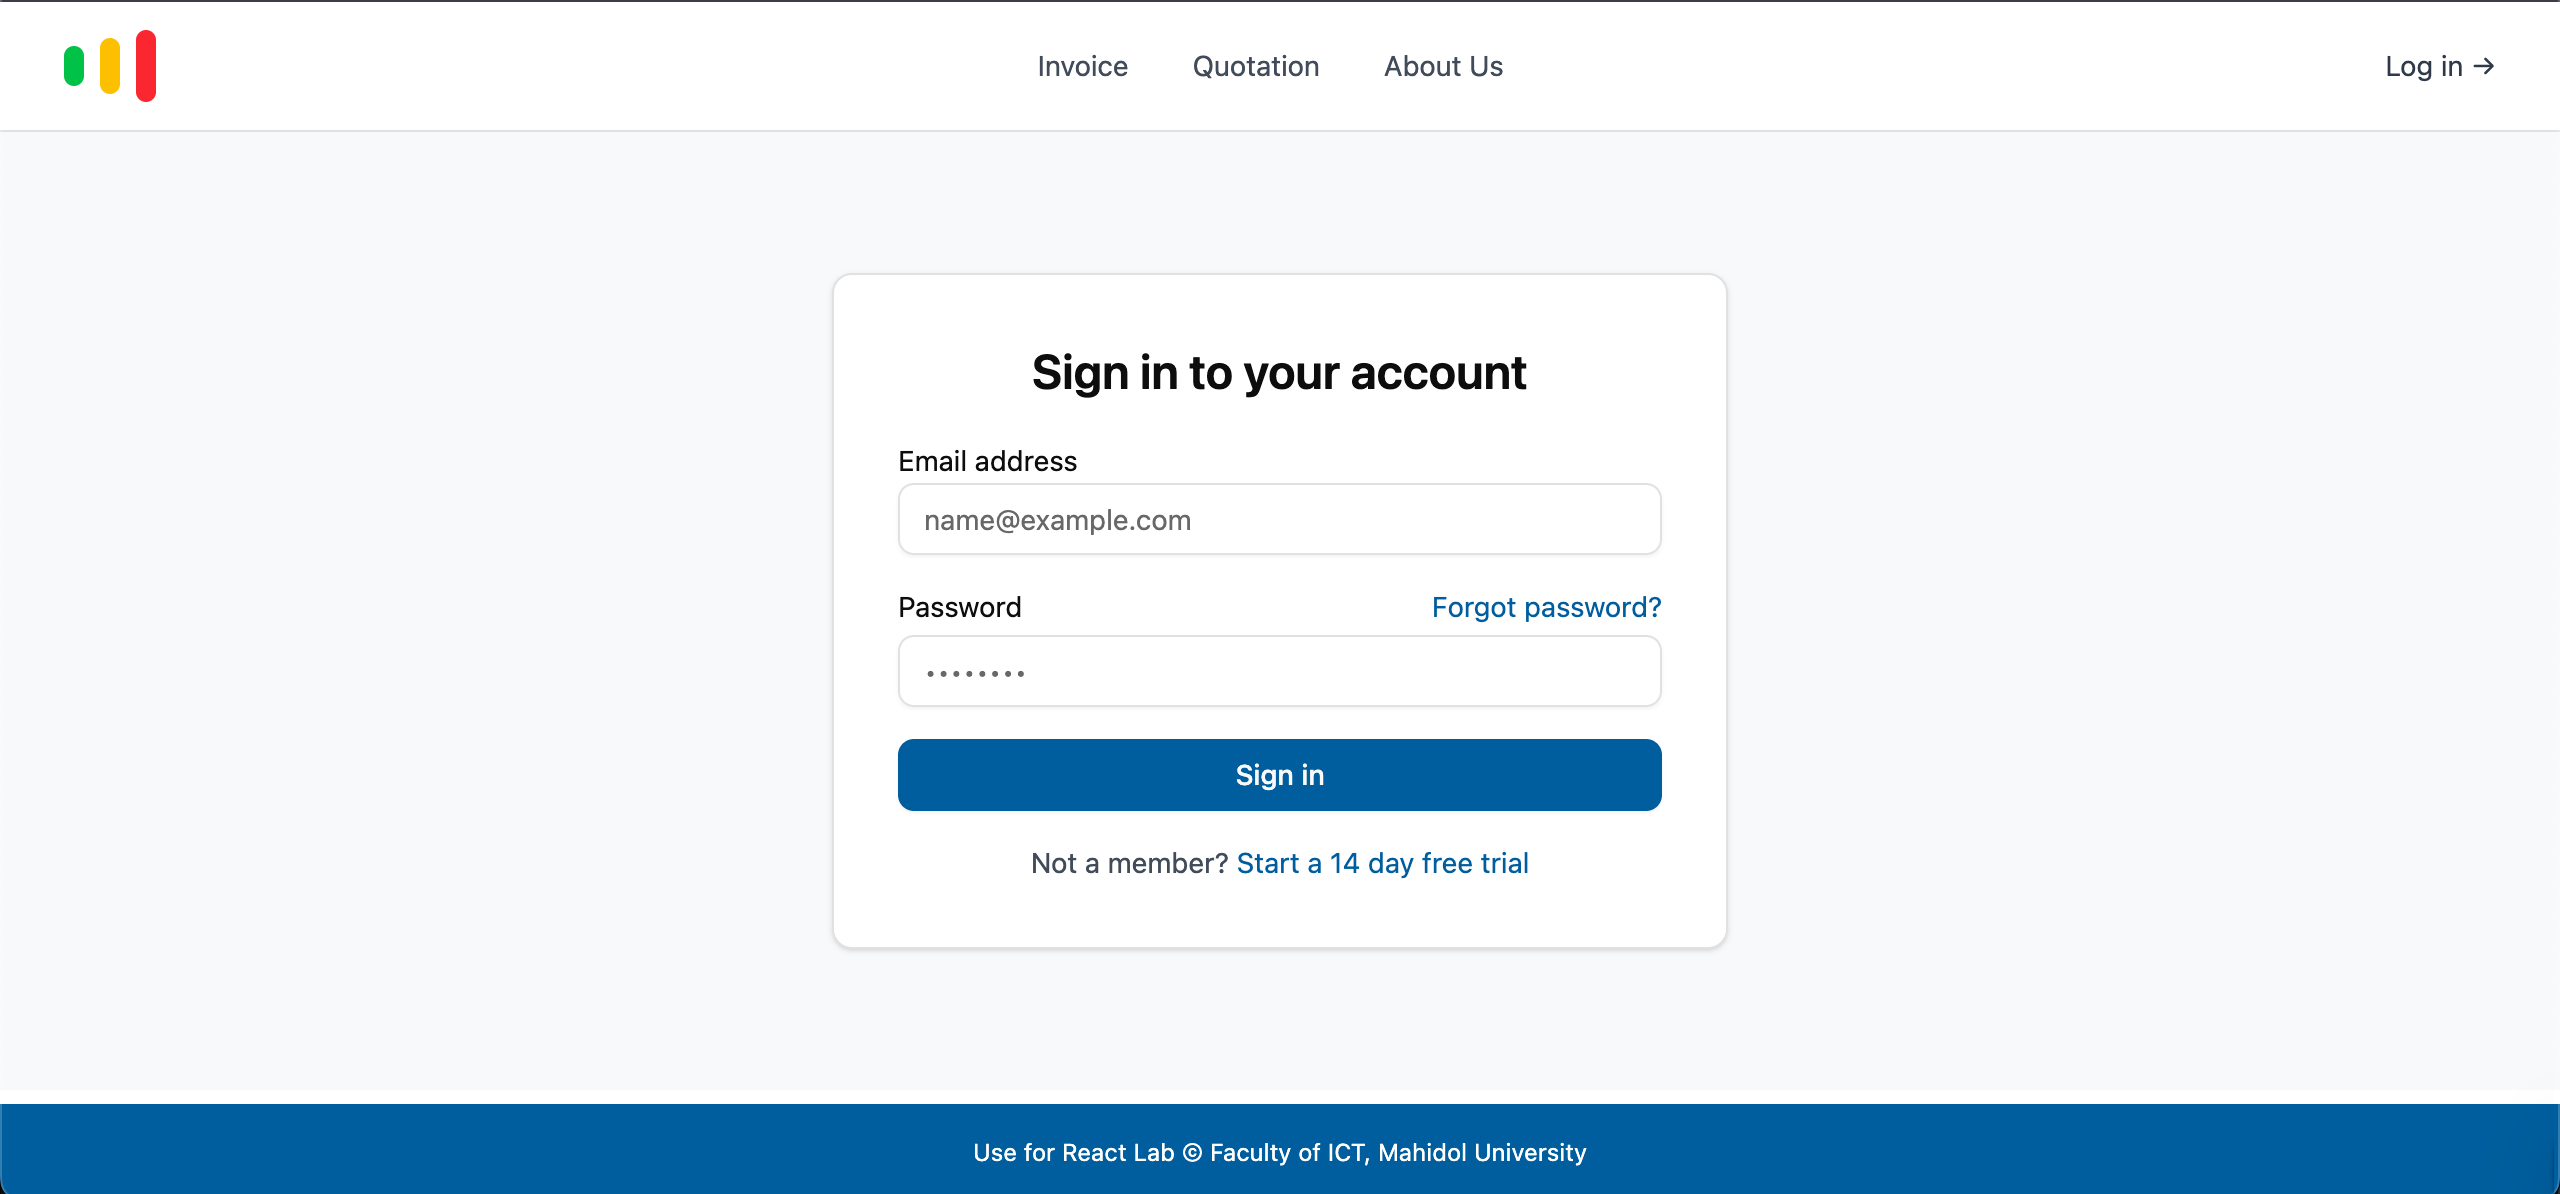 Invoice Quotation About Us Log in →
Sign in to your account
Email address
name@example.com
Password Forgot password?
••••••••
Sign in
Not a member? Start a 14 day free trial
Use for React Lab © Faculty of ICT, Mahidol University